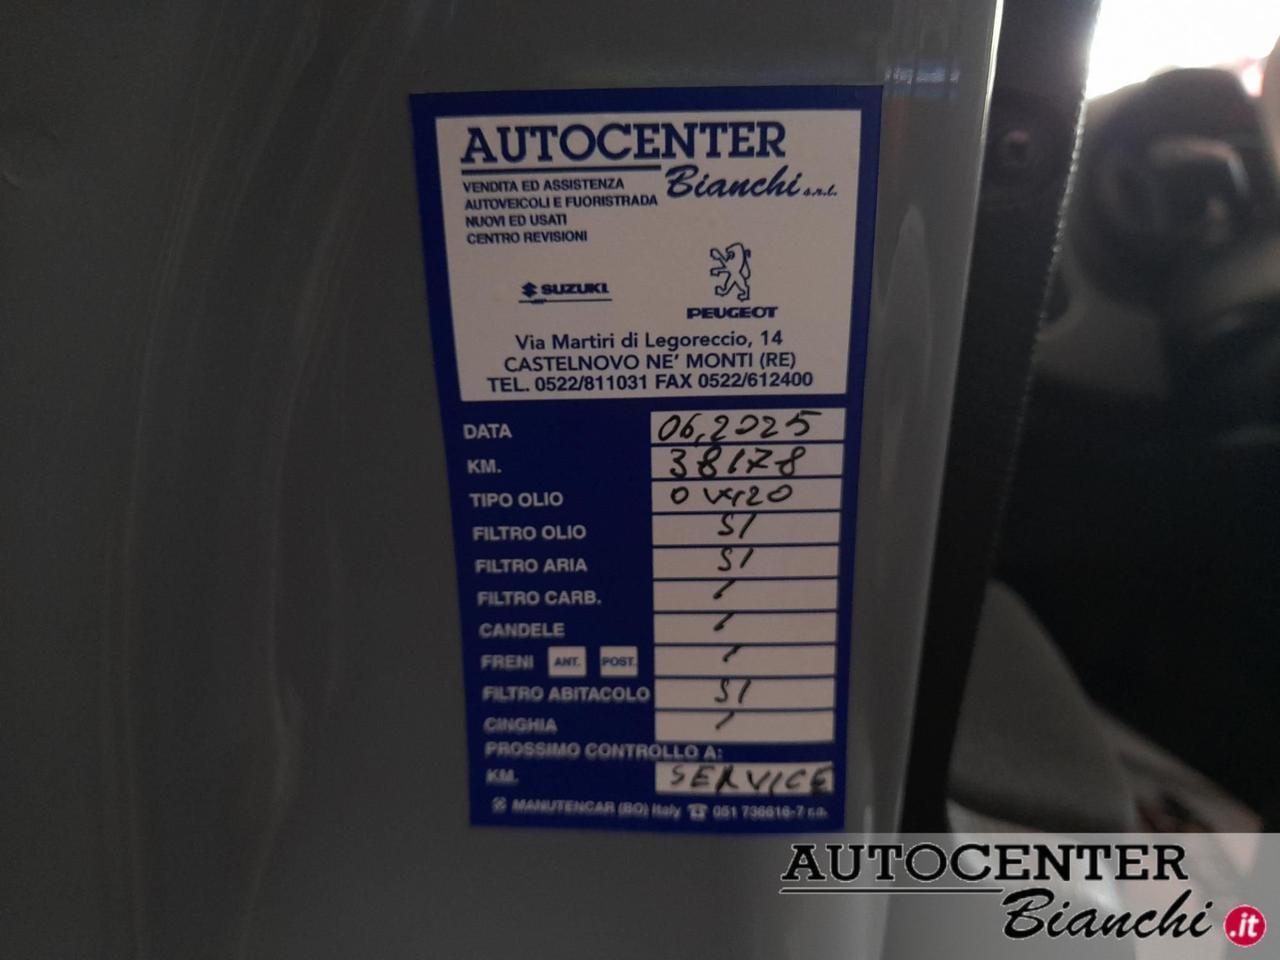 AUTOCENTER
Bianchi s.r.l.
VENDITA ED ASSISTENZA
AUTOVEICOLI E FUORISTRADA
NUOVI ED USATI
CENTRO REVISIONI
SUZUKI
PEUGEOT
Via Martiri di Legoreccio, 14
CASTELNOVO NE' MONTI (RE)
TEL. 0522/811031 FAX 0522/612400
DATA 06,2025
KM. 38178
TIPO OLIO 0W20
FILTRO OLIO SI
FILTRO ARIA SI
FILTRO CARB. /
CANDELE /
FRENI ANT. POST. /
FILTRO ABITACOLO SI
CINGHIA /
PROSSIMO CONTROLLO A:
KM. SERVICE
MANUTENCAR (BO) Italy ☎ 051 736616-7 r.a.
AUTOCENTER
Bianchi .it